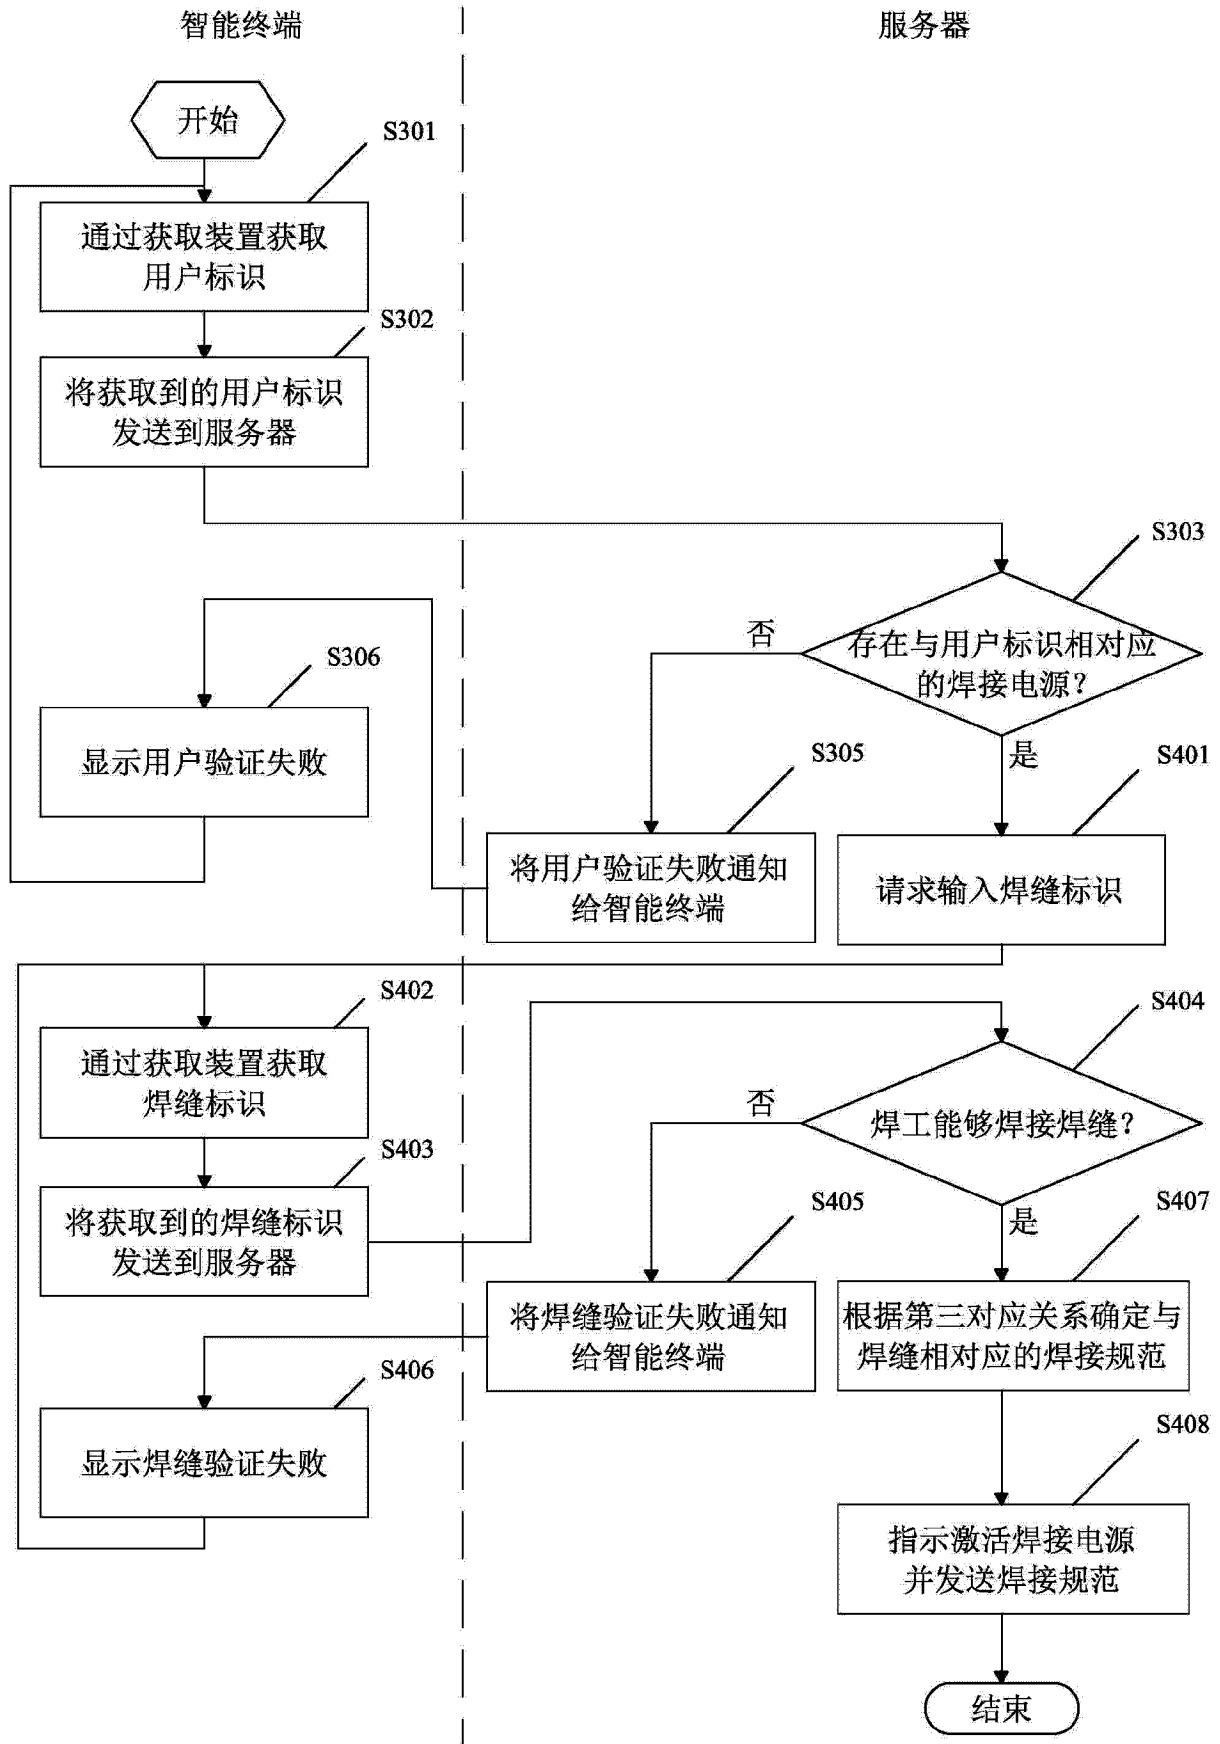 智能终端
服务器
开始
S301
通过获取装置获取
用户标识
S302
将获取到的用户标识
发送到服务器
S303
存在与用户标识相对应
的焊接电源？
否
是
S306
显示用户验证失败
S305
将用户验证失败通知
给智能终端
S401
请求输入焊缝标识
S402
通过获取装置获取
焊缝标识
S403
将获取到的焊缝标识
发送到服务器
S404
焊工能够焊接焊缝？
否
是
S405
将焊缝验证失败通知
给智能终端
S406
显示焊缝验证失败
S407
根据第三对应关系确定与
焊缝相对应的焊接规范
S408
指示激活焊接电源
并发送焊接规范
结束